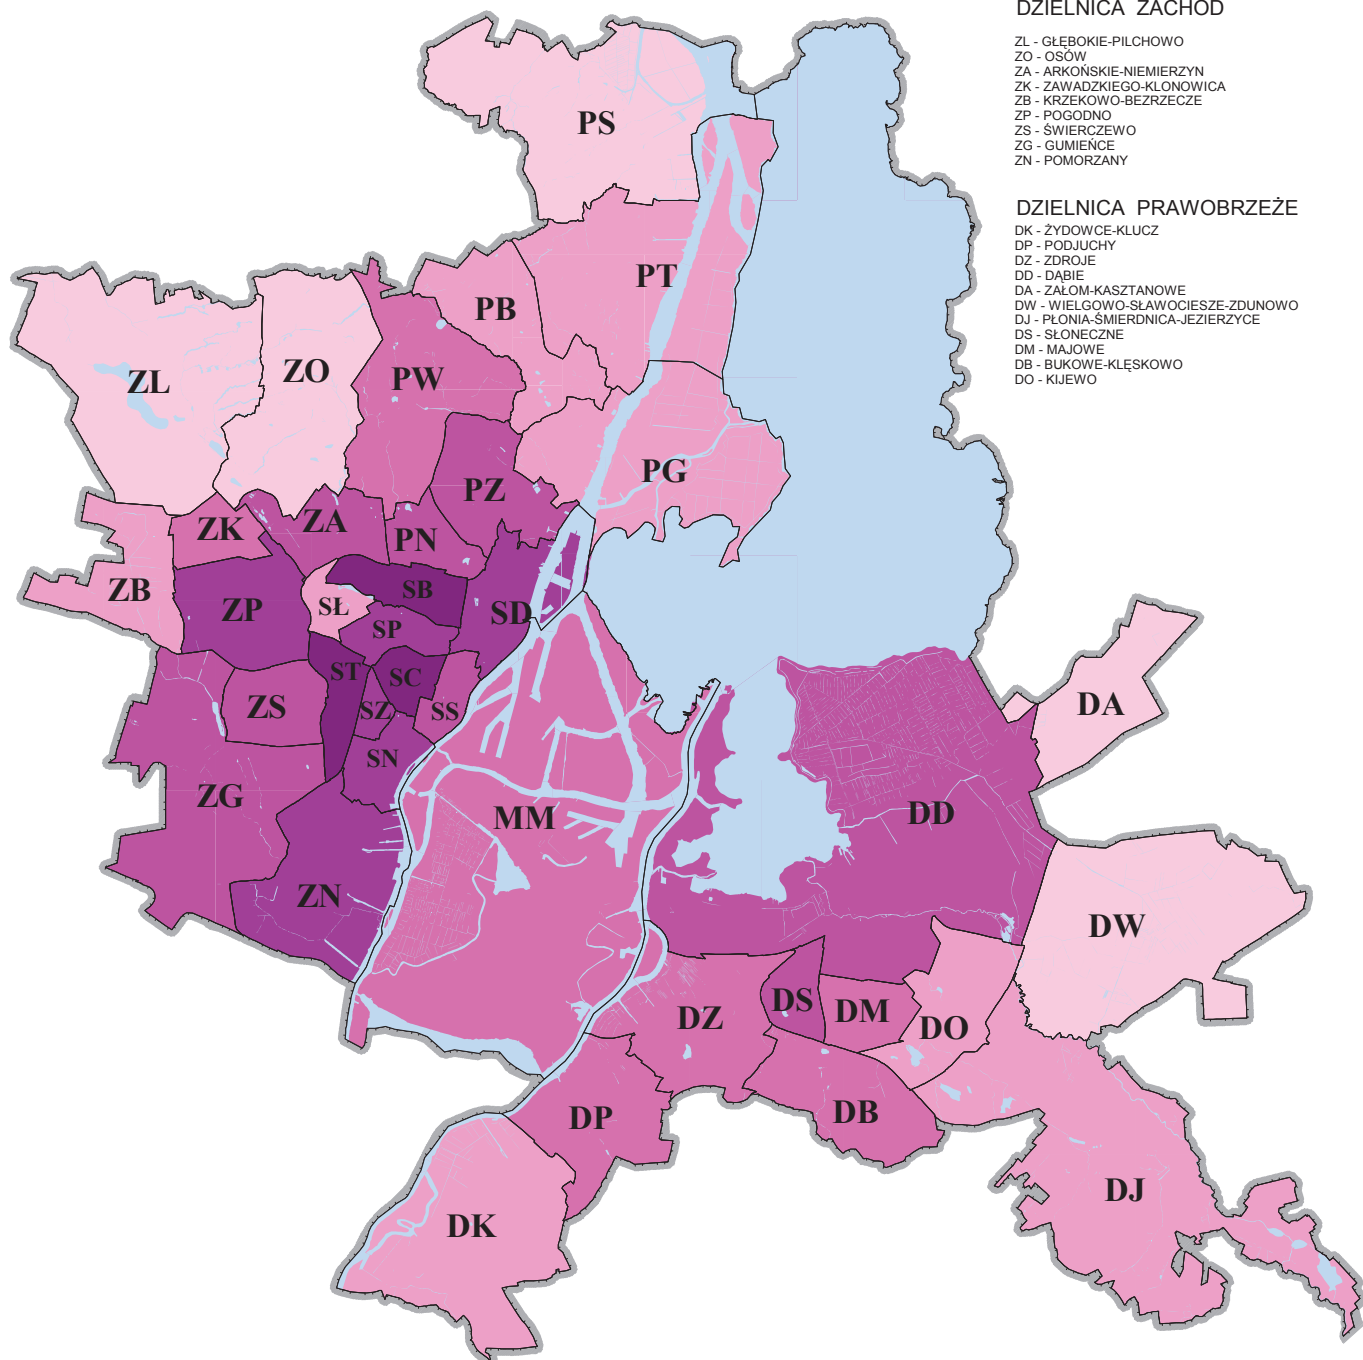 DZIELNICA ZACHÓD
ZL - GŁĘBOKIE-PILCHOWO
ZO - OSÓW
ZA - ARKOŃSKIE-NIEMIERZYN
ZK - ZAWADZKIEGO-KLONOWICA
ZB - KRZEKOWO-BEZRZECZE
ZP - POGODNO
ZS - ŚWIERCZEWO
ZG - GUMIEŃCE
ZN - POMORZANY
DZIELNICA PRAWOBRZEŻE
DK - ŻYDOWCE-KLUCZ
DP - PODJUCHY
DZ - ZDROJE
DD - DĄBIE
DA - ZAŁOM-KASZTANOWE
DW - WIELGOWO-SŁAWOCIESZE-ZDUNOWO
DJ - PŁONIA-ŚMIERDNICA-JEZIERZYCE
DS - SŁONECZNE
DM - MAJOWE
DB - BUKOWE-KLĘSKOWO
DO - KIJEWO
PS
PT
PB
ZL
ZO
PW
PG
PZ
ZK
ZA
PN
ZB
ZP
SŁ
SB
SD
SP
ST
SC
ZS
SZ
SS
DA
SN
ZG
MM
DD
ZN
DW
DS
DM
DZ
DO
DP
DB
DJ
DK